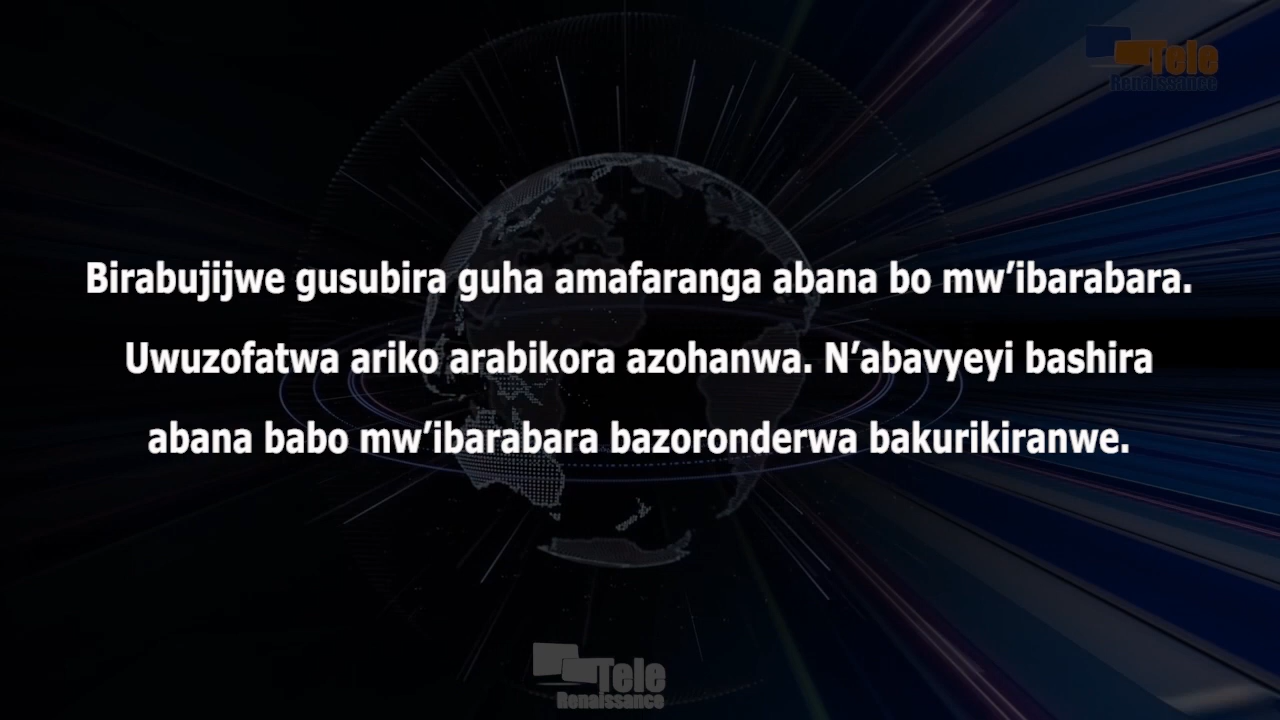 Tele
Renaissance
Birabujijwe gusubira guha amafaranga abana bo mw’ibarabara.
Uwuzofatwa ariko arabikora azohanwa. N’abavyeyi bashira
abana babo mw’ibarabara bazoronderwa bakurikiranwe.
Tele
Renaissance